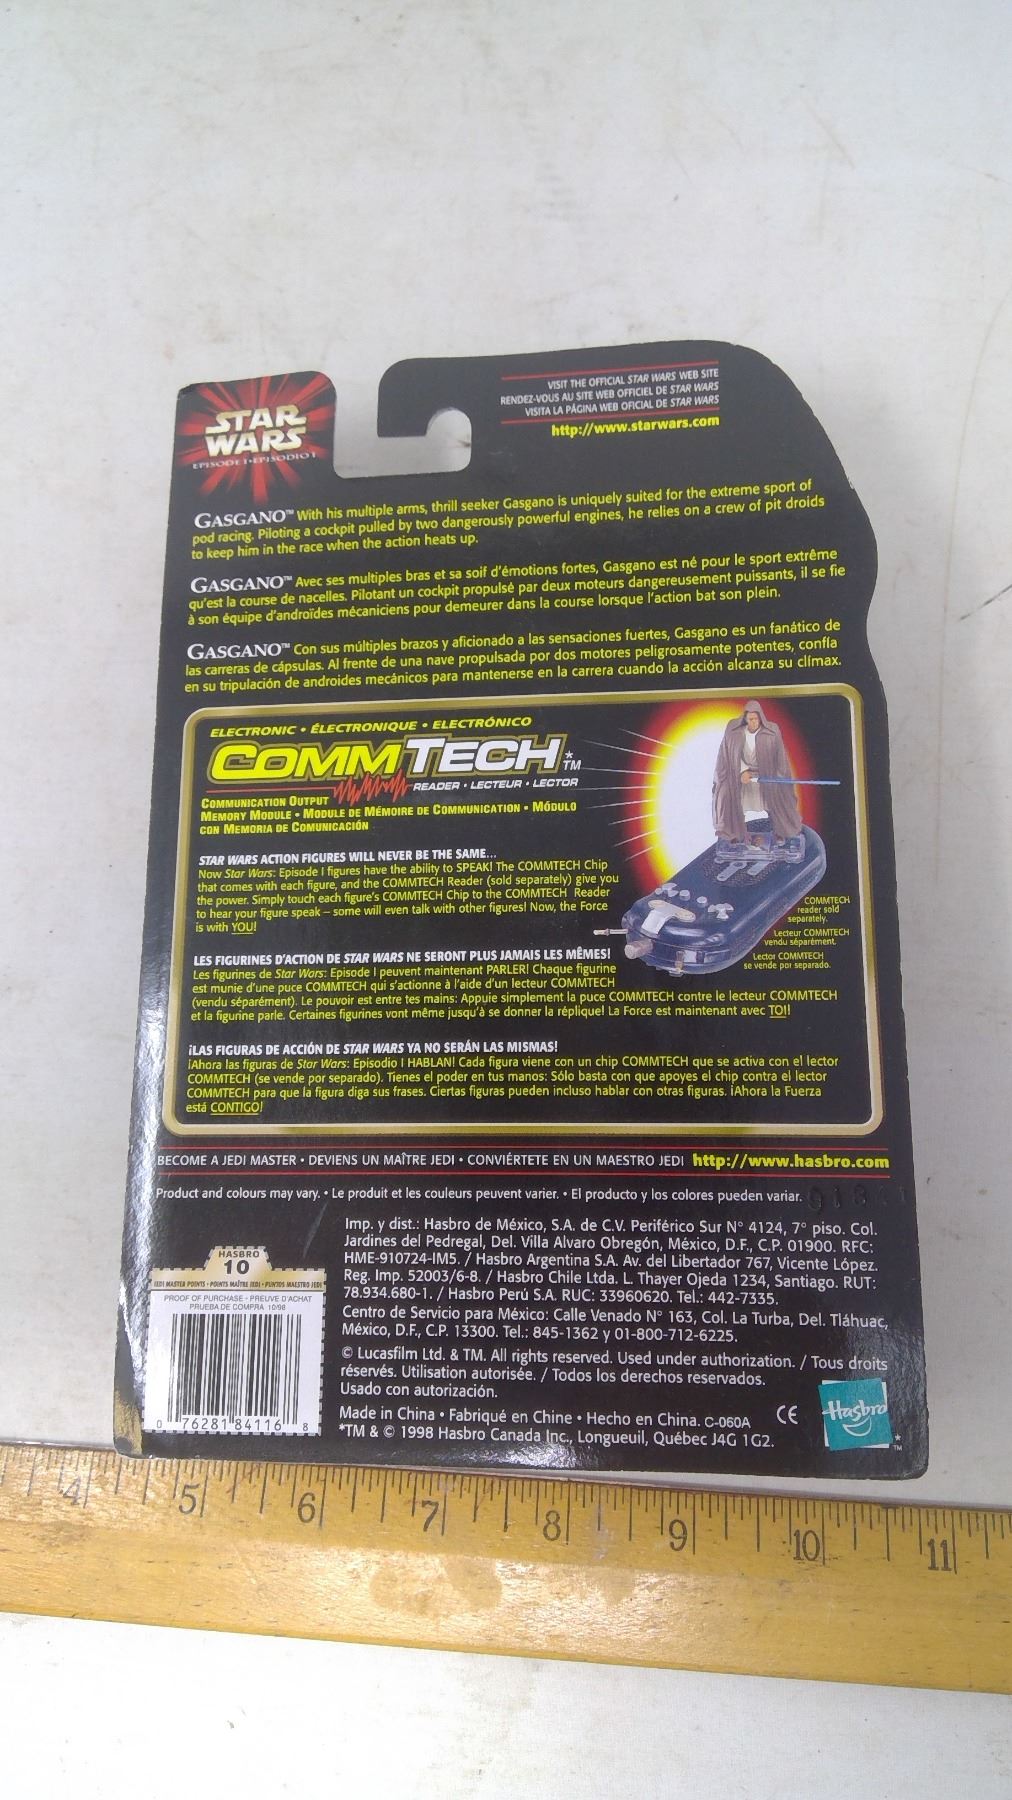 STAR
WARS
EPISODE I • EPISODIO I
VISIT THE OFFICIAL STAR WARS WEB SITE
RENDEZ-VOUS AU SITE WEB OFFICIEL DE STAR WARS
VISITA LA PÁGINA WEB OFICIAL DE STAR WARS
http://www.starwars.com
GASGANO™ With his multiple arms, thrill seeker Gasgano is uniquely suited for the extreme sport of
pod racing. Piloting a cockpit pulled by two dangerously powerful engines, he relies on a crew of pit droids
to keep him in the race when the action heats up.
GASGANO™ Avec ses multiples bras et sa soif d'émotions fortes, Gasgano est né pour le sport extrême
qu'est la course de nacelles. Pilotant un cockpit propulsé par deux moteurs dangereusement puissants, il se fie
à son équipe d'androïdes mécaniciens pour demeurer dans la course lorsque l'action bat son plein.
GASGANO™ Con sus múltiples brazos y aficionado a las sensaciones fuertes, Gasgano es un fanático de
las carreras de cápsulas. Al frente de una nave propulsada por dos motores peligrosamente potentes, confía
en su tripulación de androides mecánicos para mantenerse en la carrera cuando la acción alcanza su clímax.
ELECTRONIC • ÉLECTRONIQUE • ELECTRÓNICO
COMMTECH *™
READER • LECTEUR • LECTOR
COMMUNICATION OUTPUT
MEMORY MODULE • MODULE DE MÉMOIRE DE COMMUNICATION • MÓDULO
CON MEMORIA DE COMUNICACIÓN
STAR WARS ACTION FIGURES WILL NEVER BE THE SAME...
Now Star Wars: Episode I figures have the ability to SPEAK! The COMMTECH Chip
that comes with each figure, and the COMMTECH Reader (sold separately) give you
the power. Simply touch each figure's COMMTECH Chip to the COMMTECH Reader
to hear your figure speak – some will even talk with other figures! Now, the Force
is with YOU!
COMMTECH
reader sold
separately.
Lecteur COMMTECH
vendu séparément.
Lector COMMTECH
se vende por separado.
LES FIGURINES D'ACTION DE STAR WARS NE SERONT PLUS JAMAIS LES MÊMES!
Les figurines de Star Wars: Episode I peuvent maintenant PARLER! Chaque figurine
est munie d'une puce COMMTECH qui s'actionne à l'aide d'un lecteur COMMTECH
(vendu séparément). Le pouvoir est entre tes mains: Appuie simplement la puce COMMTECH contre le lecteur COMMTECH
et la figurine parle. Certaines figurines vont même jusqu'à se donner la réplique! La Force est maintenant avec TOI!
¡LAS FIGURAS DE ACCIÓN DE STAR WARS YA NO SERÁN LAS MISMAS!
¡Ahora las figuras de Star Wars: Episodio I HABLAN! Cada figura viene con un chip COMMTECH que se activa con el lector
COMMTECH (se vende por separado). Tienes el poder en tus manos: Sólo basta con que apoyes el chip contra el lector
COMMTECH para que la figura diga sus frases. Ciertas figuras pueden incluso hablar con otras figuras. ¡Ahora la Fuerza
está CONTIGO!
BECOME A JEDI MASTER • DEVIENS UN MAÎTRE JEDI • CONVIÉRTETE EN UN MAESTRO JEDI http://www.hasbro.com
Product and colours may vary. • Le produit et les couleurs peuvent varier. • El producto y los colores pueden variar.
Imp. y dist.: Hasbro de México, S.A. de C.V. Periférico Sur N° 4124, 7° piso. Col.
Jardines del Pedregal, Del. Villa Alvaro Obregón, México, D.F., C.P. 01900. RFC:
HME-910724-IM5. / Hasbro Argentina S.A. Av. del Libertador 767, Vicente López.
Reg. Imp. 52003/6-8. / Hasbro Chile Ltda. L. Thayer Ojeda 1234, Santiago. RUT:
78.934.680-1. / Hasbro Perú S.A. RUC: 33960620. Tel.: 442-7335.
Centro de Servicio para México: Calle Venado N° 163, Col. La Turba, Del. Tláhuac,
México, D.F., C.P. 13300. Tel.: 845-1362 y 01-800-712-6225.
© Lucasfilm Ltd. & TM. All rights reserved. Used under authorization. / Tous droits
réservés. Utilisation autorisée. / Todos los derechos reservados.
Usado con autorización.
Made in China • Fabriqué en Chine • Hecho en China. C-060A CE
*TM & © 1998 Hasbro Canada Inc., Longueuil, Québec J4G 1G2.
Hasbro *™
HASBRO
10
JEDI MASTER POINTS • POINTS MAÎTRE JEDI • PUNTOS MAESTRO JEDI
PROOF OF PURCHASE - PREUVE D'ACHAT
PRUEBA DE COMPRA 10/98
0 76281 84116 8
4 5 6 7 8 9 10 11